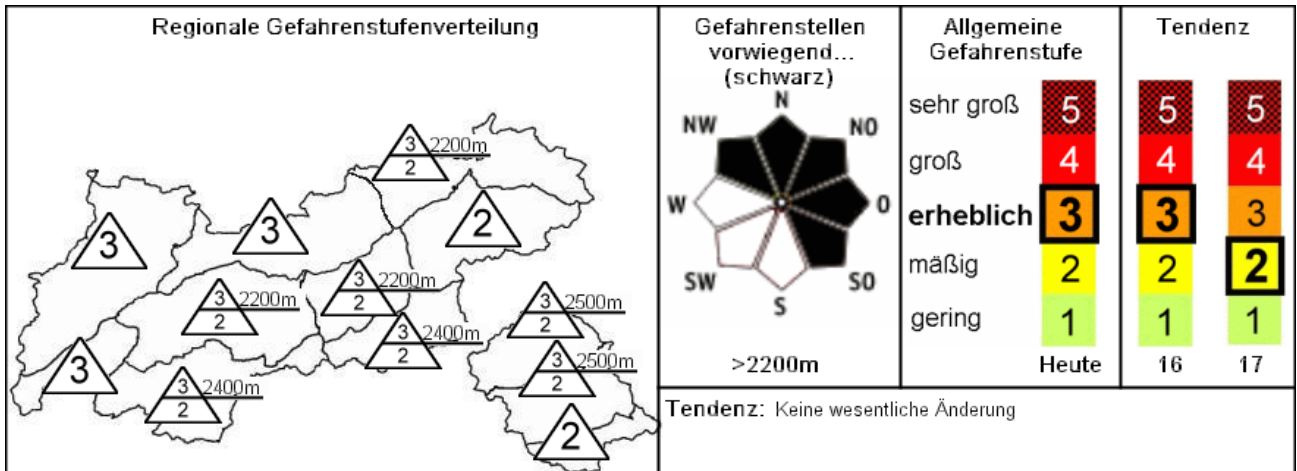 Regionale Gefahrenstufenverteilung
3
2200m
2
3
3
2
3
2200m
2
3
2200m
2
3
2500m
2
3
2400m
2
3
3
2500m
2
3
2400m
2
2
Gefahrenstellen
vorwiegend...
(schwarz)
N
NW
NO
W
O
SW
SO
S
>2200m
Allgemeine
Gefahrenstufe
sehr groß
groß
erheblich
mäßig
gering
5
4
3
2
1
Heute
Tendenz
5
4
3
2
1
16
5
4
3
2
1
17
Tendenz: Keine wesentliche Änderung